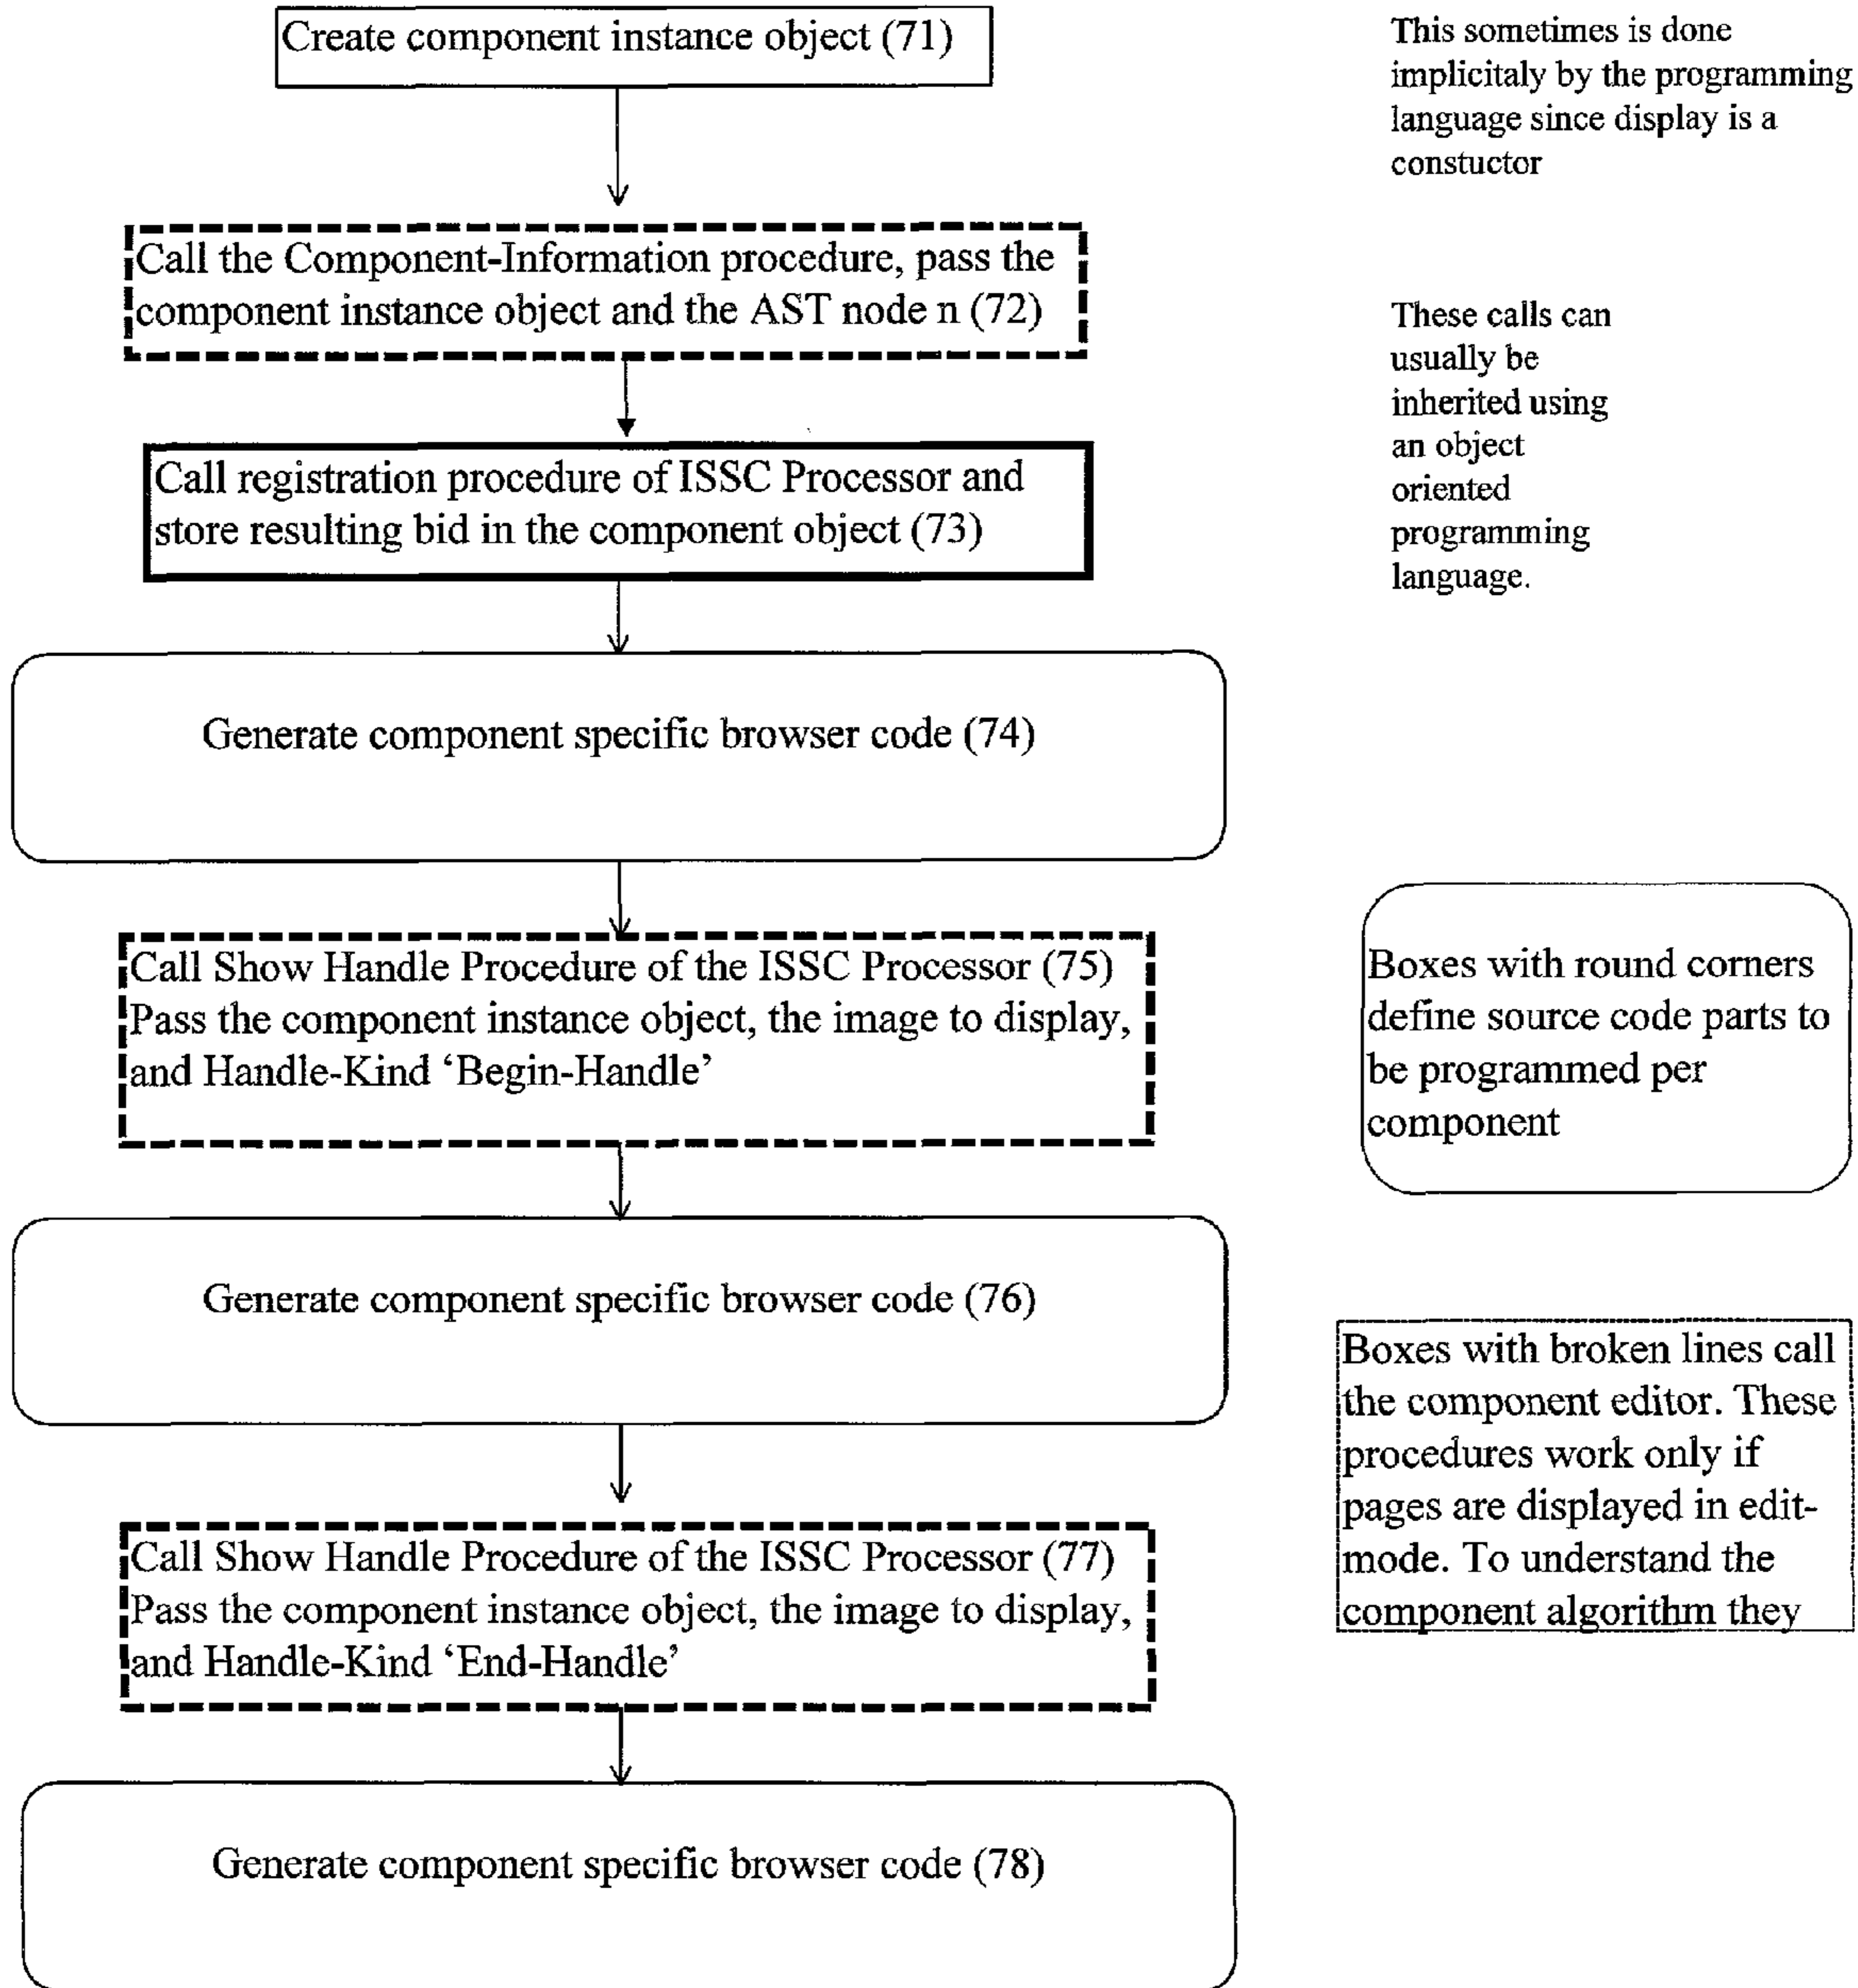 Create component instance object (71)
This sometimes is done
implicitaly by the programming
language since display is a
constuctor
Call the Component-Information procedure, pass the
component instance object and the AST node n (72)
These calls can
usually be
inherited using
an object
oriented
programming
language.
Call registration procedure of ISSC Processor and
store resulting bid in the component object (73)
Generate component specific browser code (74)
Call Show Handle Procedure of the ISSC Processor (75)
Pass the component instance object, the image to display,
and Handle-Kind ‘Begin-Handle’
Boxes with round corners
define source code parts to
be programmed per
component
Generate component specific browser code (76)
Boxes with broken lines call
the component editor. These
procedures work only if
pages are displayed in edit-
mode. To understand the
component algorithm they
Call Show Handle Procedure of the ISSC Processor (77)
Pass the component instance object, the image to display,
and Handle-Kind ‘End-Handle’
Generate component specific browser code (78)